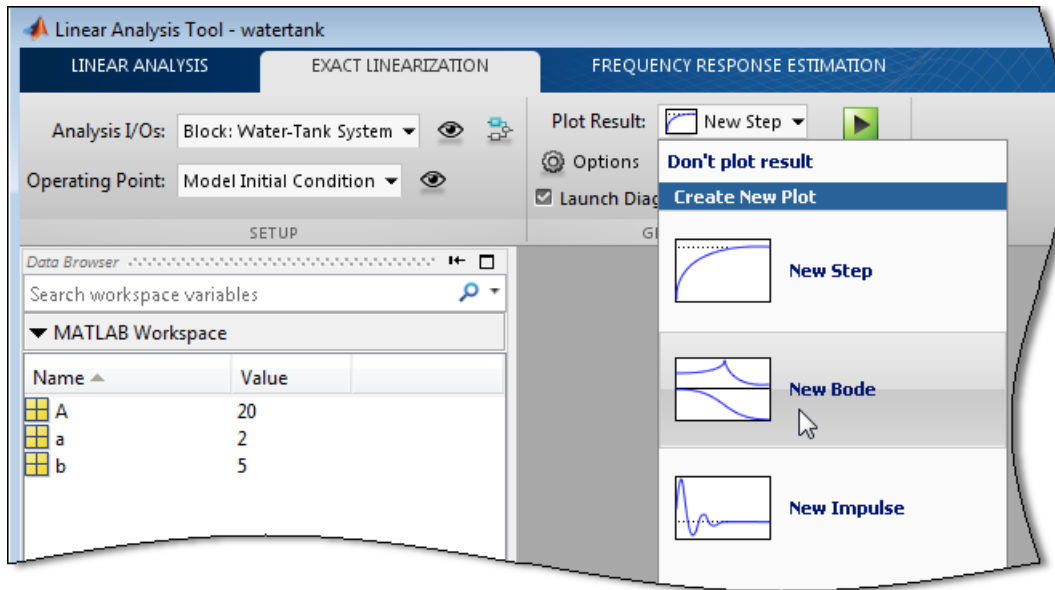 Linear Analysis Tool - watertank
LINEAR ANALYSIS EXACT LINEARIZATION FREQUENCY RESPONSE ESTIMATION
Analysis I/Os: Block: Water-Tank System
Plot Result: New Step
Operating Point: Model Initial Condition
Options
Launch
SETUP
Don't plot result
Create New Plot
New Step
New Bode
New Impulse
Data Browser
Search workspace variables
MATLAB Workspace
Name Value
A 20
a 2
b 5